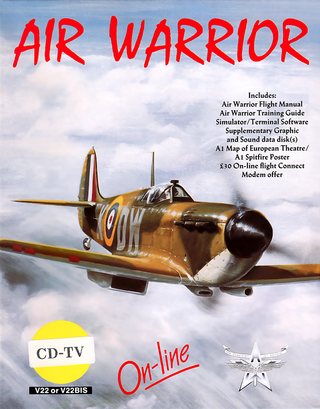 AIR WARRIOR
Includes:
Air Warrior Flight Manual
Air Warrior Training Guide
Simulator/Terminal Software
Supplementary Graphic
and Sound data disk(s)
A1 Map of European Theatre/
A1 Spitfire Poster
£30 On-line flight Connect
Modem offer
DW
CD-TV
On-line
V22 or V22BIS